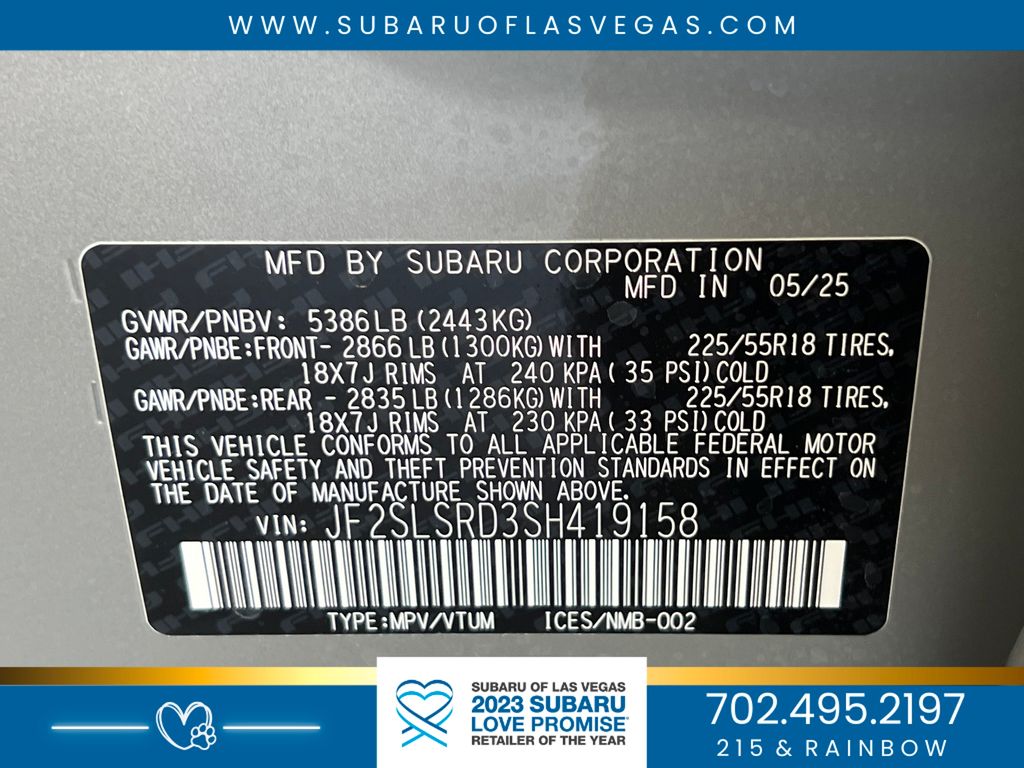 WWW.SUBARUOFLASVEGAS.COM
MFD BY SUBARU CORPORATION
MFD IN 05/25
GVWR/PNBV: 5386LB (2443KG)
GAWR/PNBE:FRONT- 2866LB (1300KG) WITH 225/55R18 TIRES,
18X7J RIMS AT 240 KPA( 35 PSI) COLD
GAWR/PNBE:REAR - 2835LB (1286KG) WITH 225/55R18 TIRES,
18X7J RIMS AT 230 KPA( 33 PSI) COLD
THIS VEHICLE CONFORMS TO ALL APPLICABLE FEDERAL MOTOR
VEHICLE SAFETY AND THEFT PREVENTION STANDARDS IN EFFECT ON
THE DATE OF MANUFACTURE SHOWN ABOVE.
VIN: JF2SLSRD3SH419158
TYPE:MPV/VTUM ICES/NMB-002
SUBARU OF LAS VEGAS
2023 SUBARU
LOVE PROMISE
RETAILER OF THE YEAR
702.495.2197
215 & RAINBOW